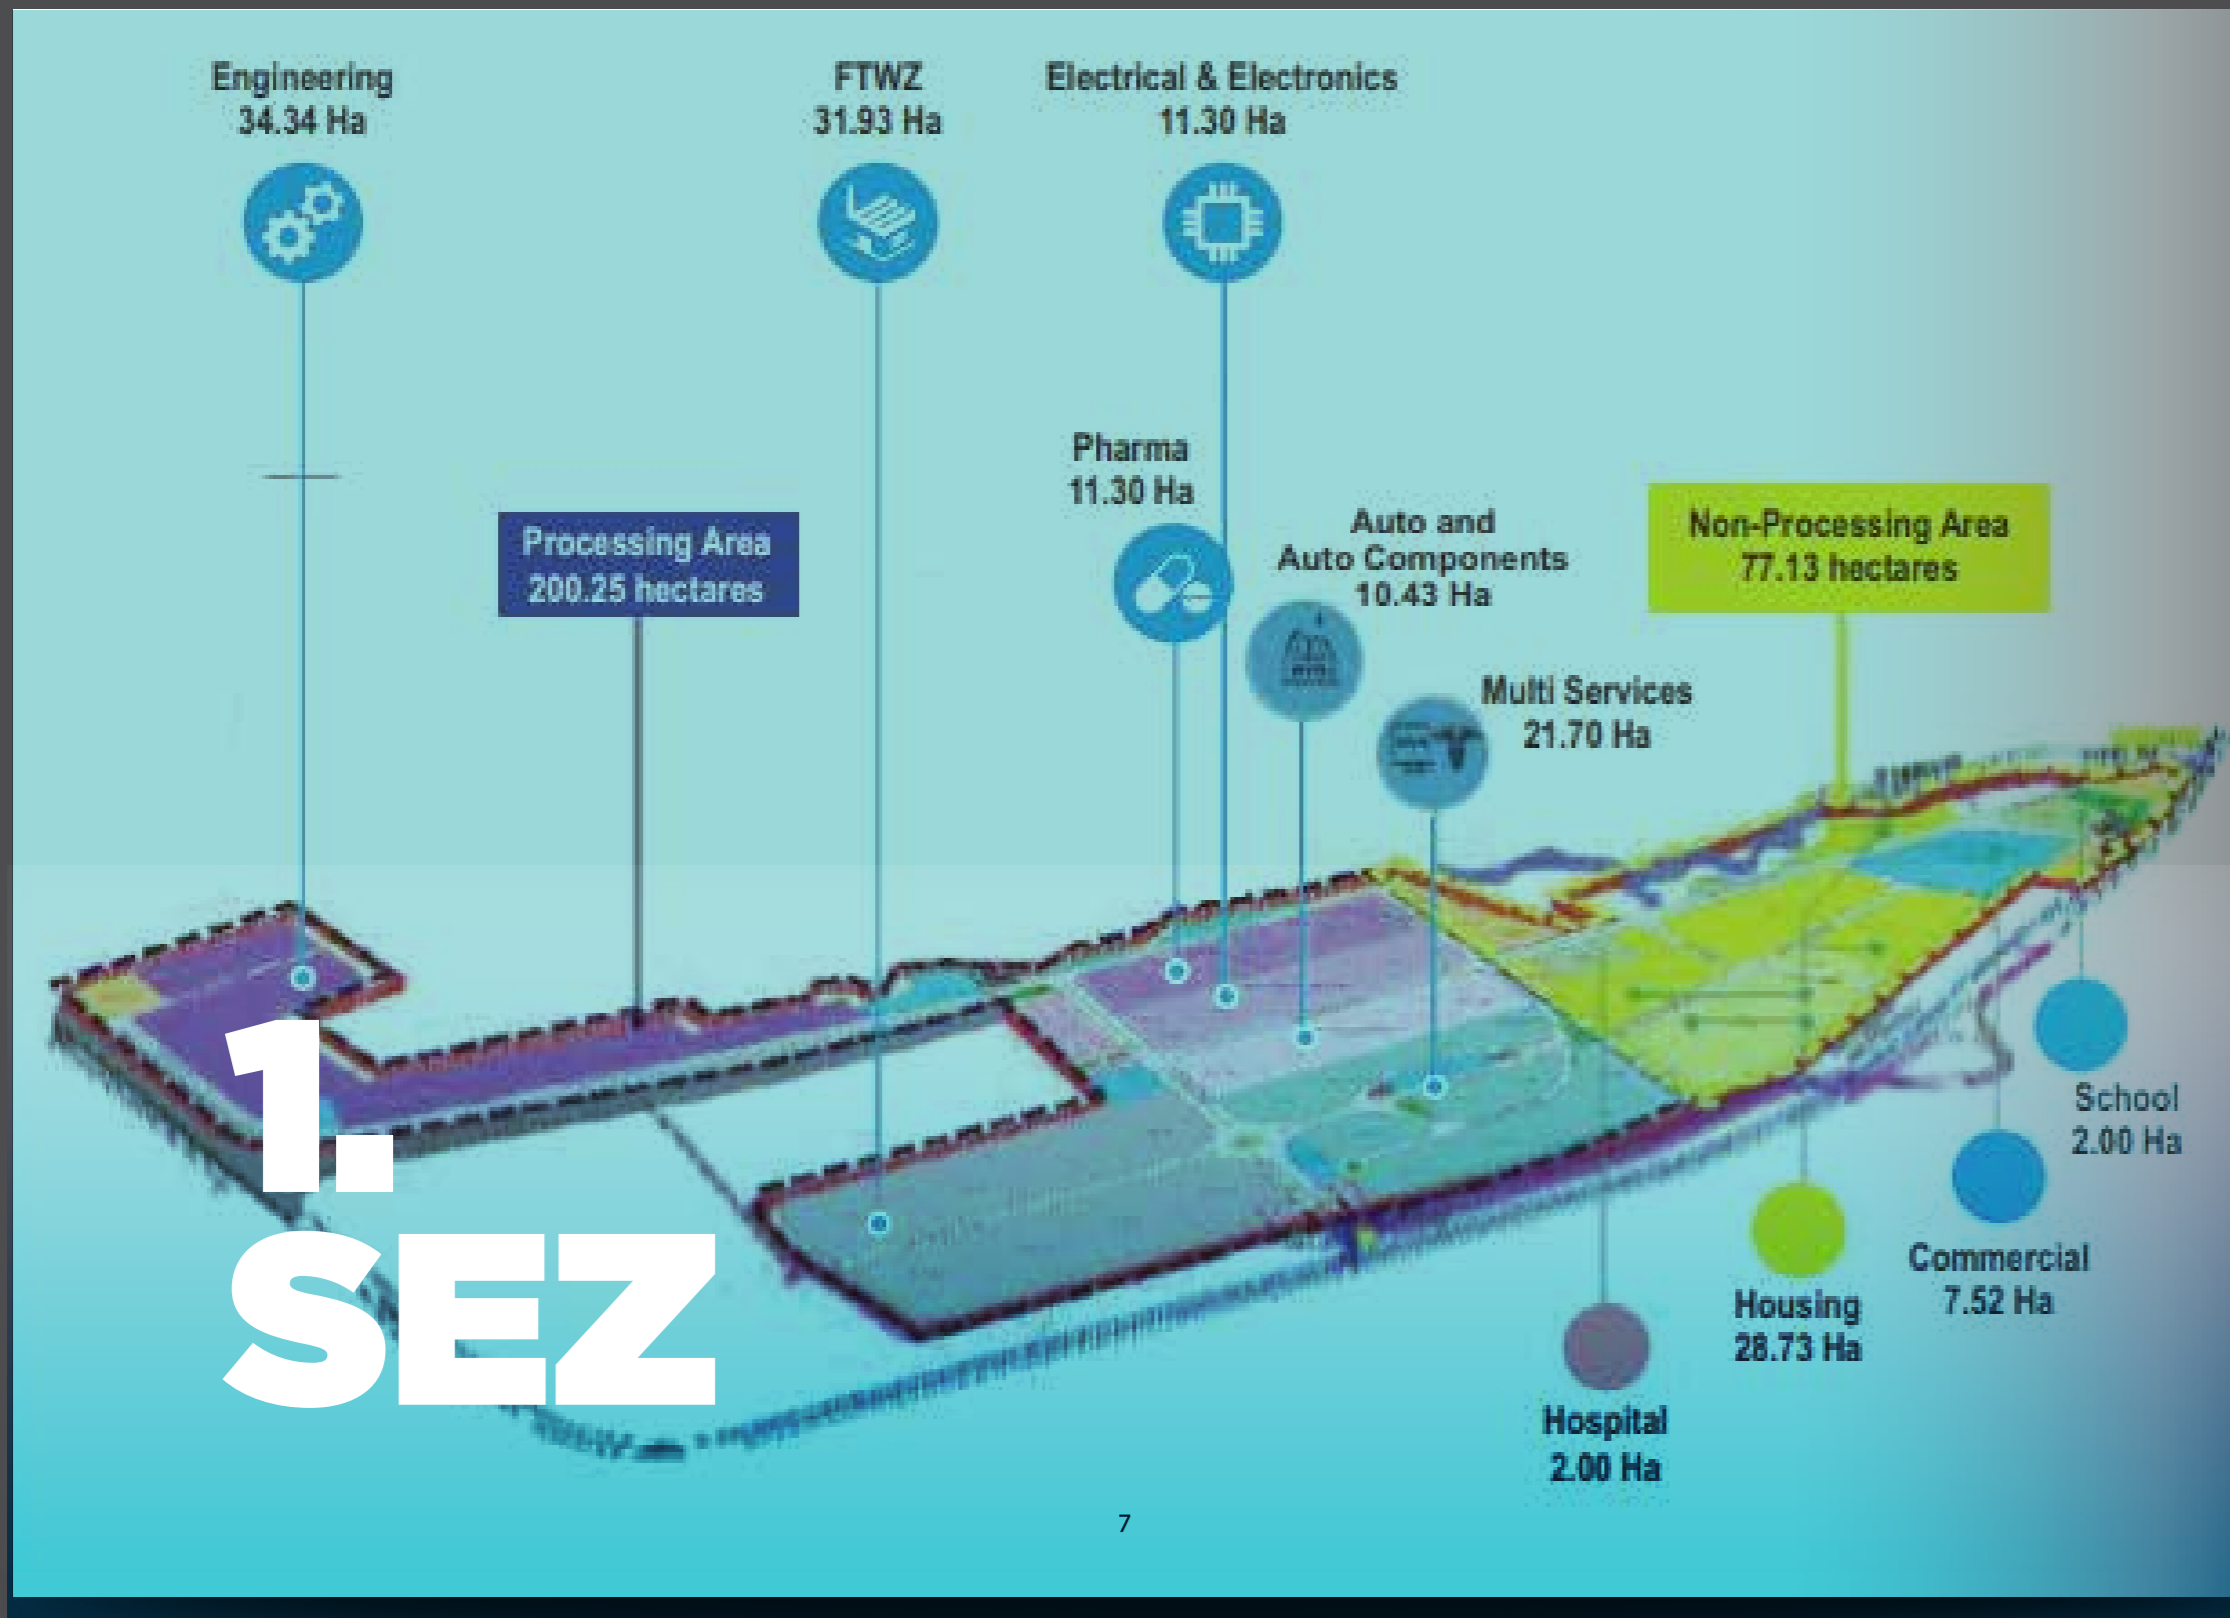 Engineering
34.34 Ha
FTWZ
31.93 Ha
Electrical & Electronics
11.30 Ha
Pharma
11.30 Ha
Processing Area
200.25 hectares
Auto and
Auto Components
10.43 Ha
Non-Processing Area
77.13 hectares
Multi Services
21.70 Ha
School
2.00 Ha
Commercial
7.52 Ha
Housing
28.73 Ha
Hospital
2.00 Ha
1.
SEZ
7